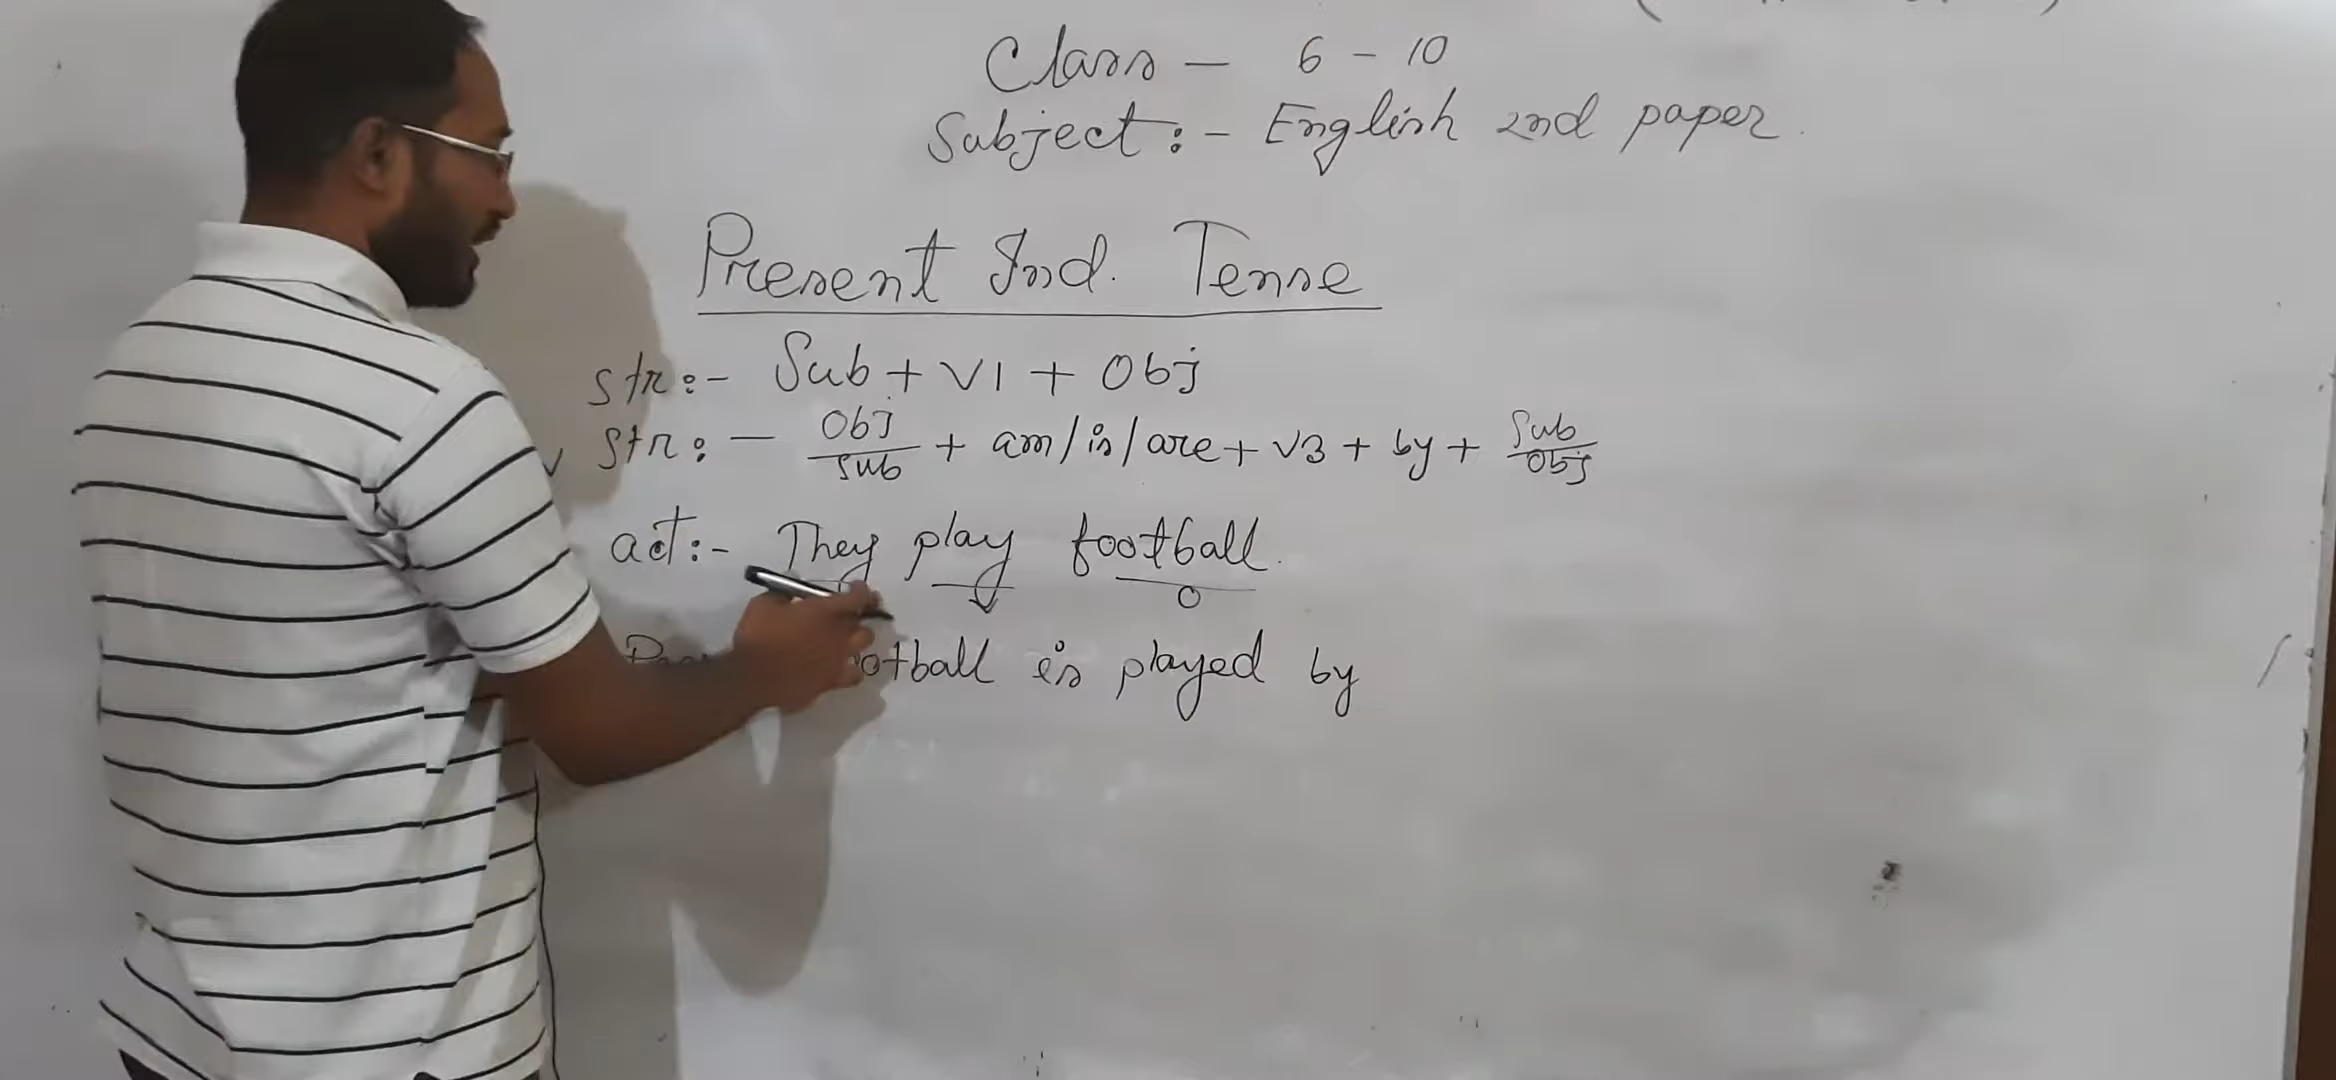 Class - 6 - 10
Subject :- English 2nd paper.
Present Ind. Tense
Str :- Sub + V1 + Obj
Str : - Obj/Sub + am/is/are + V3 + by + Sub/Obj
act :- They play football.
O
is played by